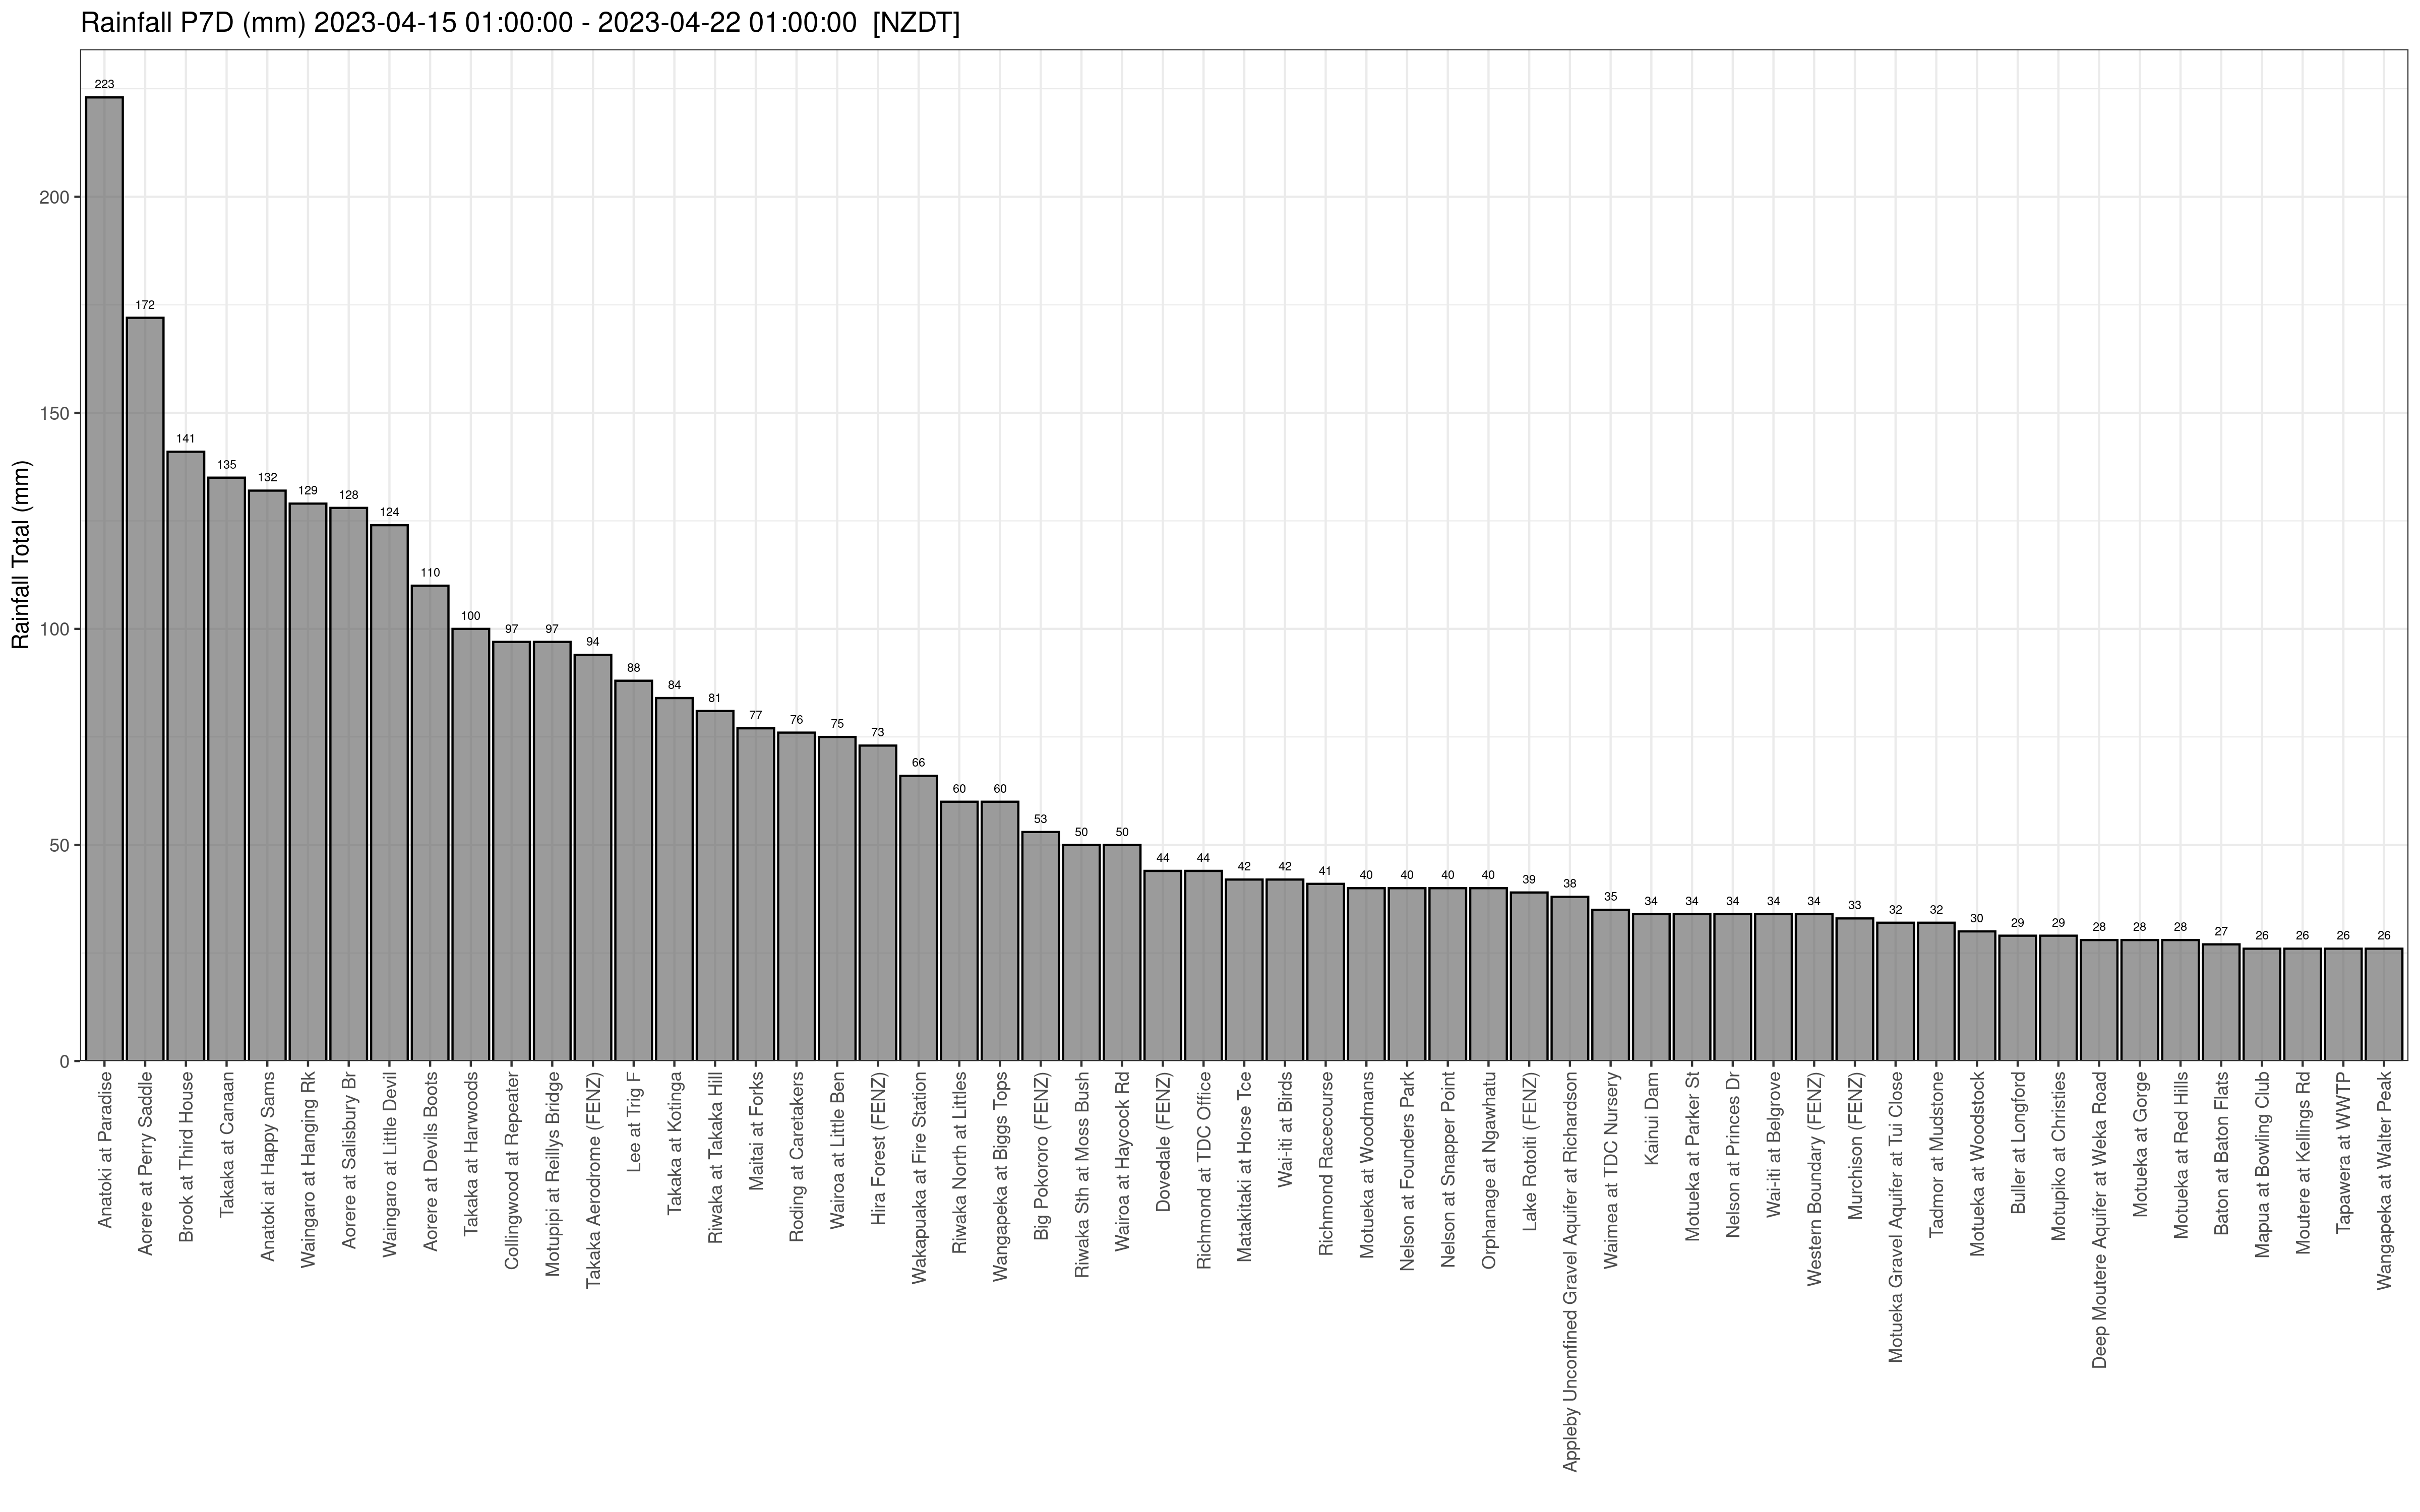 Rainfall P7D (mm) 2023-04-15 01:00:00 - 2023-04-22 01:00:00 [NZDT]
Rainfall Total (mm)
200
150
100
50
0
223
172
141
135
132
129
128
124
110
100
97
97
94
88
84
81
77
76
75
73
66
60
60
53
50
50
44
44
42
42
41
40
40
40
40
39
38
35
34
34
34
34
34
33
32
32
30
29
29
28
28
28
27
26
26
26
26
Anatoki at Paradise
Aorere at Perry Saddle
Brook at Third House
Takaka at Canaan
Anatoki at Happy Sams
Waingaro at Hanging Rk
Aorere at Salisbury Br
Waingaro at Little Devil
Aorere at Devils Boots
Takaka at Harwoods
Collingwood at Repeater
Motupipi at Reillys Bridge
Takaka Aerodrome (FENZ)
Lee at Trig F
Takaka at Kotinga
Riwaka at Takaka Hill
Maitai at Forks
Roding at Caretakers
Wairoa at Little Ben
Hira Forest (FENZ)
Wakapuaka at Fire Station
Riwaka North at Littles
Wangapeka at Biggs Tops
Big Pokororo (FENZ)
Riwaka Sth at Moss Bush
Wairoa at Haycock Rd
Dovedale (FENZ)
Richmond at TDC Office
Matakitaki at Horse Tce
Wai-iti at Birds
Richmond Racecourse
Motueka at Woodmans
Nelson at Founders Park
Nelson at Snapper Point
Orphanage at Ngawhatu
Lake Rotoiti (FENZ)
Appleby Unconfined Gravel Aquifer at Richardson
Waimea at TDC Nursery
Kainui Dam
Motueka at Parker St
Nelson at Princes Dr
Wai-iti at Belgrove
Western Boundary (FENZ)
Murchison (FENZ)
Motueka Gravel Aquifer at Tui Close
Tadmor at Mudstone
Motueka at Woodstock
Buller at Longford
Motupiko at Christies
Deep Moutere Aquifer at Weka Road
Motueka at Gorge
Motueka at Red Hills
Baton at Baton Flats
Mapua at Bowling Club
Moutere at Kellings Rd
Tapawera at WWTP
Wangapeka at Walter Peak